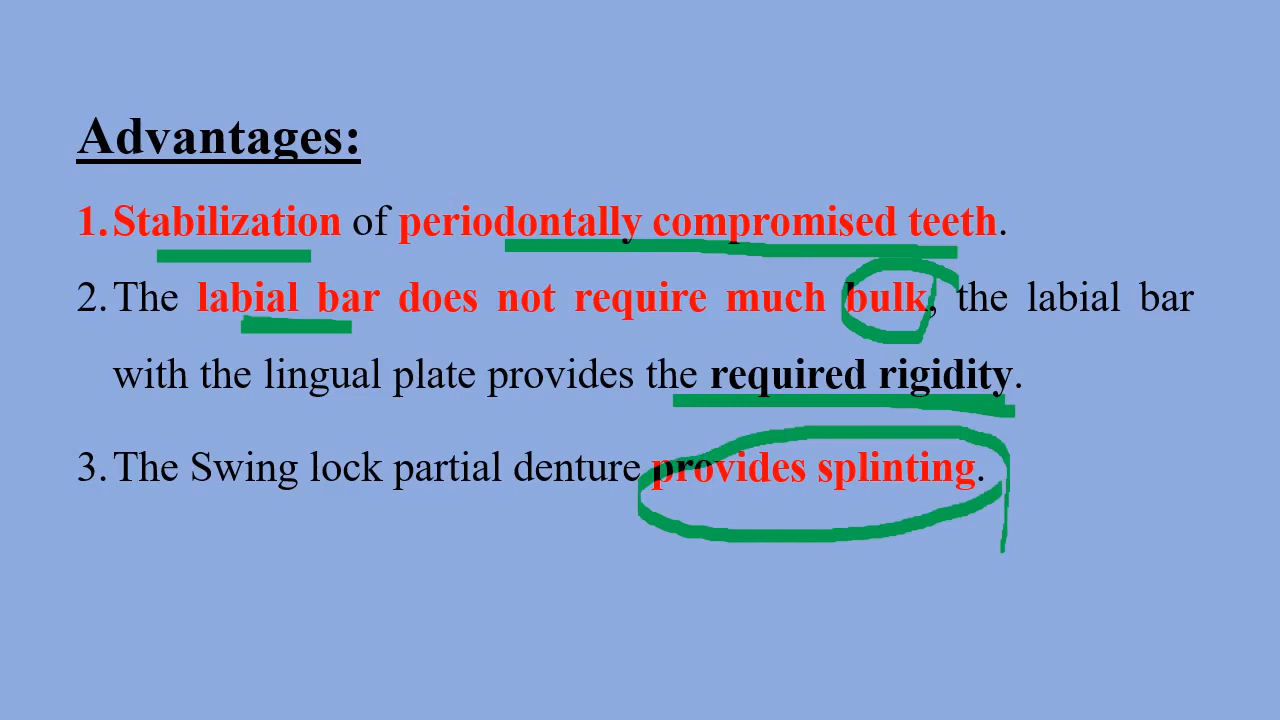 Advantages:
1. Stabilization of periodontally compromised teeth.
2. The labial bar does not require much bulk, the labial bar
with the lingual plate provides the required rigidity.
3. The Swing lock partial denture provides splinting.